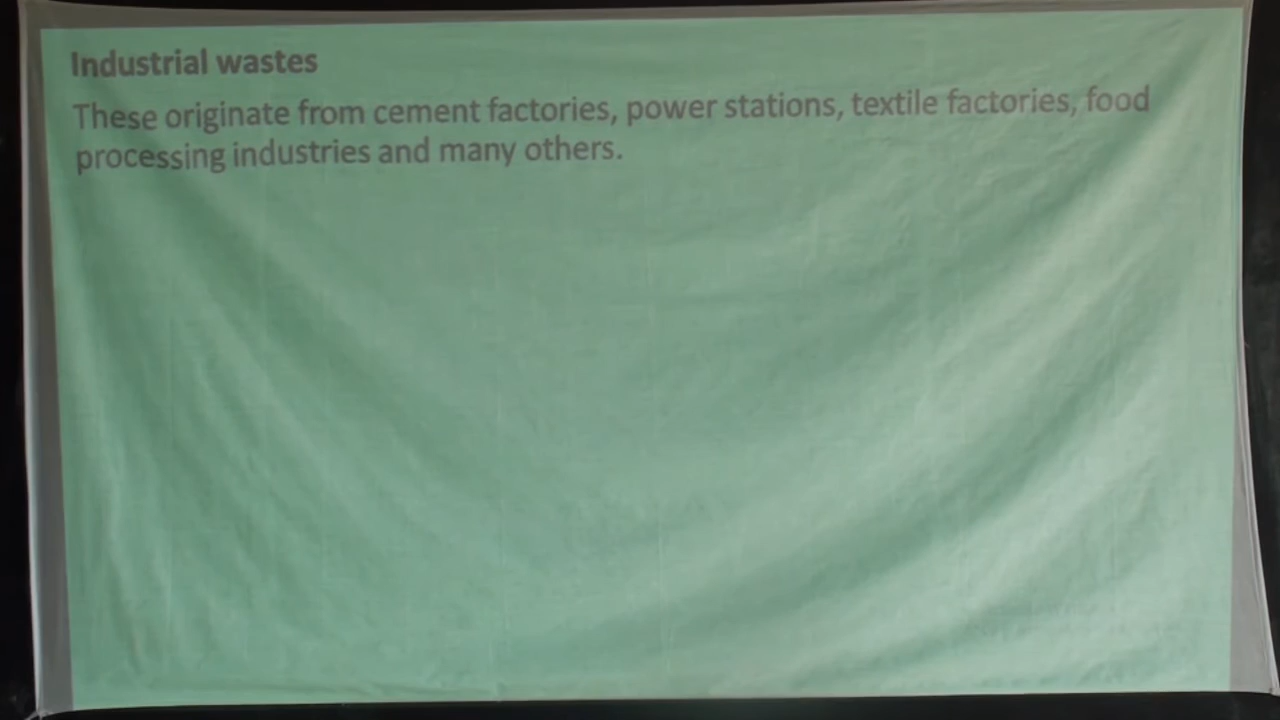 Industrial wastes
These originate from cement factories, power stations, textile factories, food
processing industries and many others.